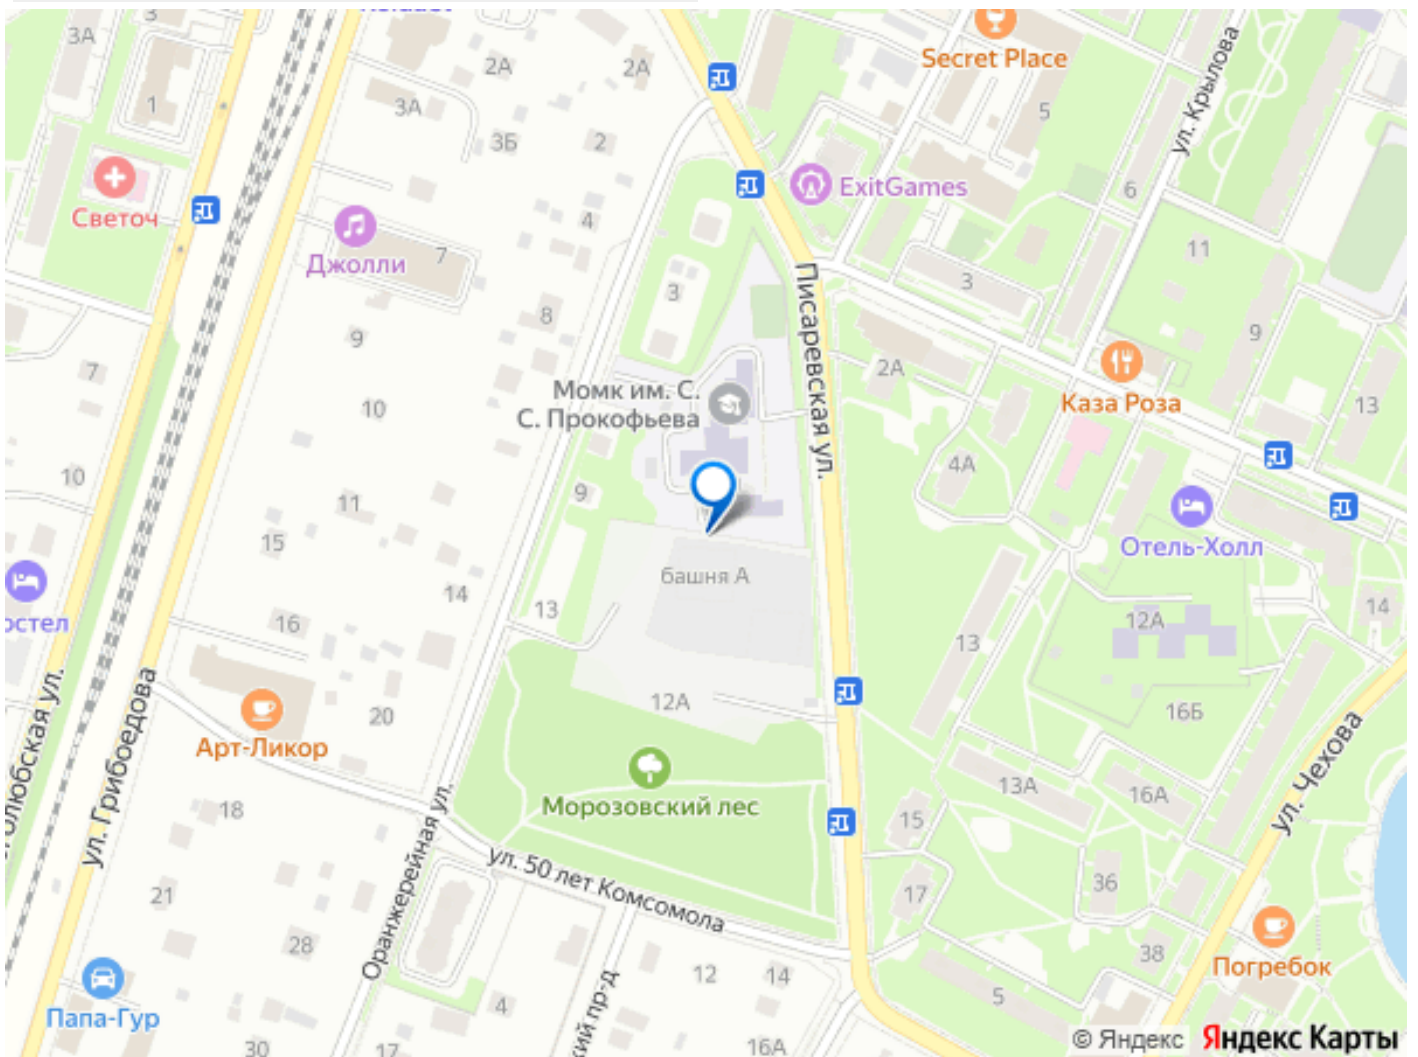 3А
2А
2А
Secret Place
ул. Крылова
1
3А
5
3Б
2
ExitGames
6
Светоч
4
11
Джолли
7
3
3
Писаревская ул.
8
9
9
7
2А
Момк им. С.
С. Прокофьева
Каза Роза
13
10
4А
10
9
11
Отель-Холл
15
башня А
14
13
14
остел
16
12А
13
12А
16Б
20
Арт-Ликор
ул. Грибоедова
ул. Чехова
Морозовский лес
13А
16А
18
15
Оранжерейная ул.
ул. 50 лет Комсомола
36
17
21
28
38
Погребок
12
14
5
4
Папа-Гур
30
17
16А
© Яндекс Яндекс Карты